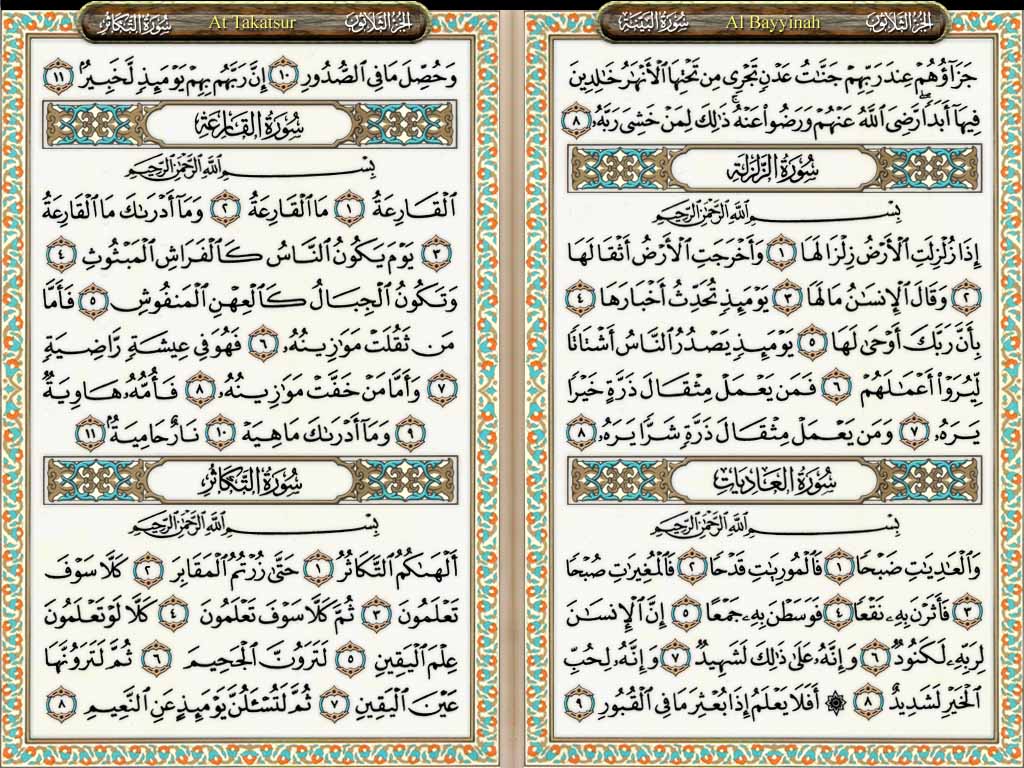 الجزء الثلاثون Al Bayyinah سورة البينة
جَزَآؤُهُمْ عِندَ رَبِّهِمْ جَنَّٰتُ عَدْنٍ تَجْرِى مِن تَحْتِهَا ٱلْأَنْهَٰرُ خَٰلِدِينَ
فِيهَآ أَبَدًا ۖ رَّضِىَ ٱللَّهُ عَنْهُمْ وَرَضُوا۟ عَنْهُ ۚ ذَٰلِكَ لِمَنْ خَشِىَ رَبَّهُۥ ٨
سُورَةُ الزَّلْزَلَةِ
بِسْمِ ٱللَّهِ ٱلرَّحْمَٰنِ ٱلرَّحِيمِ
إِذَا زُلْزِلَتِ ٱلْأَرْضُ زِلْزَالَهَا ١ وَأَخْرَجَتِ ٱلْأَرْضُ أَثْقَالَهَا
٢ وَقَالَ ٱلْإِنسَٰنُ مَا لَهَا ٣ يَوْمَئِذٍ تُحَدِّثُ أَخْبَارَهَا ٤
بِأَنَّ رَبَّكَ أَوْحَىٰ لَهَا ٥ يَوْمَئِذٍ يَصْدُرُ ٱلنَّاسُ أَشْتَاتًا
لِّيُرَوْا۟ أَعْمَٰلَهُمْ ٦ فَمَن يَعْمَلْ مِثْقَالَ ذَرَّةٍ خَيْرًا
يَرَهُۥ ٧ وَمَن يَعْمَلْ مِثْقَالَ ذَرَّةٍ شَرًّا يَرَهُۥ ٨
سُورَةُ العَادِيَاتِ
بِسْمِ ٱللَّهِ ٱلرَّحْمَٰنِ ٱلرَّحِيمِ
وَٱلْعَٰدِيَٰتِ ضَبْحًا ١ فَٱلْمُورِيَٰتِ قَدْحًا ٢ فَٱلْمُغِيرَٰتِ صُبْحًا
٣ فَأَثَرْنَ بِهِۦ نَقْعًا ٤ فَوَسَطْنَ بِهِۦ جَمْعًا ٥ إِنَّ ٱلْإِنسَٰنَ
لِرَبِّهِۦ لَكَنُودٌ ٦ وَإِنَّهُۥ عَلَىٰ ذَٰلِكَ لَشَهِيدٌ ٧ وَإِنَّهُۥ لِحُبِّ
ٱلْخَيْرِ لَشَدِيدٌ ٨ ۞ أَفَلَا يَعْلَمُ إِذَا بُعْثِرَ مَا فِى ٱلْقُبُورِ ٩
الجزء الثلاثون At Takatsur سورة التكاثر
وَحُصِّلَ مَا فِى ٱلصُّدُورِ ١٠ إِنَّ رَبَّهُم بِهِمْ يَوْمَئِذٍ لَّخَبِيرٌۢ ١١
سُورَةُ القَارِعَةِ
بِسْمِ ٱللَّهِ ٱلرَّحْمَٰنِ ٱلرَّحِيمِ
ٱلْقَارِعَةُ ١ مَا ٱلْقَارِعَةُ ٢ وَمَآ أَدْرَىٰكَ مَا ٱلْقَارِعَةُ
٣ يَوْمَ يَكُونُ ٱلنَّاسُ كَٱلْفَرَاشِ ٱلْمَبْثُوثِ ٤
وَتَكُونُ ٱلْجِبَالُ كَٱلْعِهْنِ ٱلْمَنفُوشِ ٥ فَأَمَّا
مَن ثَقُلَتْ مَوَٰزِينُهُۥ ٦ فَهُوَ فِى عِيشَةٍ رَّاضِيَةٍ
٧ وَأَمَّا مَنْ خَفَّتْ مَوَٰزِينُهُۥ ٨ فَأُمُّهُۥ هَاوِيَةٌ
٩ وَمَآ أَدْرَىٰكَ مَا هِيَهْ ١٠ نَارٌ حَامِيَةٌۢ ١١
سُورَةُ التَّكَاثُرِ
بِسْمِ ٱللَّهِ ٱلرَّحْمَٰنِ ٱلرَّحِيمِ
أَلْهَىٰكُمُ ٱلتَّكَاثُرُ ١ حَتَّىٰ زُرْتُمُ ٱلْمَقَابِرَ ٢ كَلَّا سَوْفَ
تَعْلَمُونَ ٣ ثُمَّ كَلَّا سَوْفَ تَعْلَمُونَ ٤ كَلَّا لَوْ تَعْلَمُونَ
عِلْمَ ٱلْيَقِينِ ٥ لَتَرَوُنَّ ٱلْجَحِيمَ ٦ ثُمَّ لَتَرَوُنَّهَا
عَيْنَ ٱلْيَقِينِ ٧ ثُمَّ لَتُسْـَٔلُنَّ يَوْمَئِذٍ عَنِ ٱلنَّعِيمِ ٨